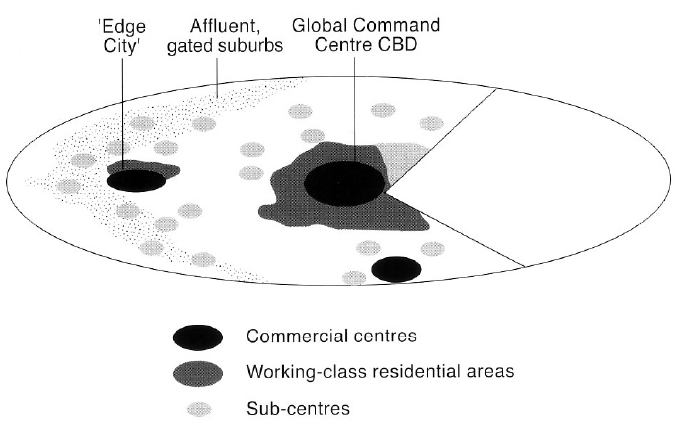 'Edge
City'
Affluent,
gated suburbs
Global Command
Centre CBD
Commercial centres
Working-class residential areas
Sub-centres